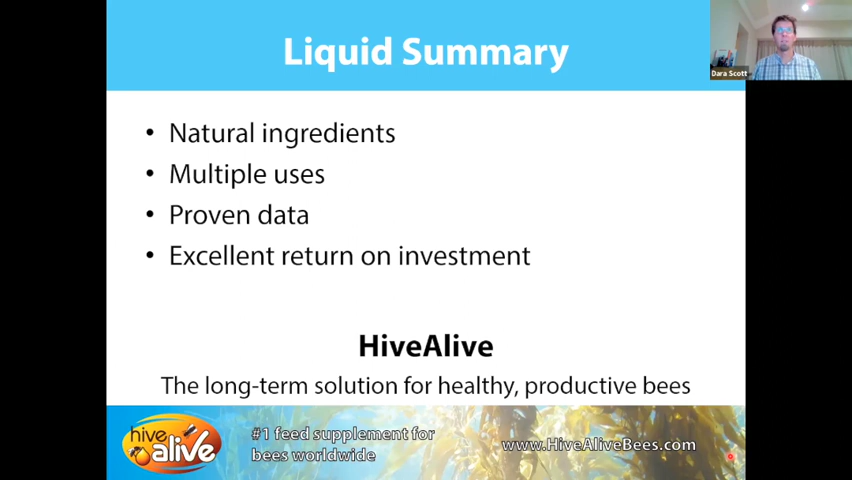 Liquid Summary
Dara Scott
• Natural ingredients
• Multiple uses
• Proven data
• Excellent return on investment
HiveAlive
The long-term solution for healthy, productive bees
hive
alive
#1 feed supplement for
bees worldwide
www.HiveAliveBees.com